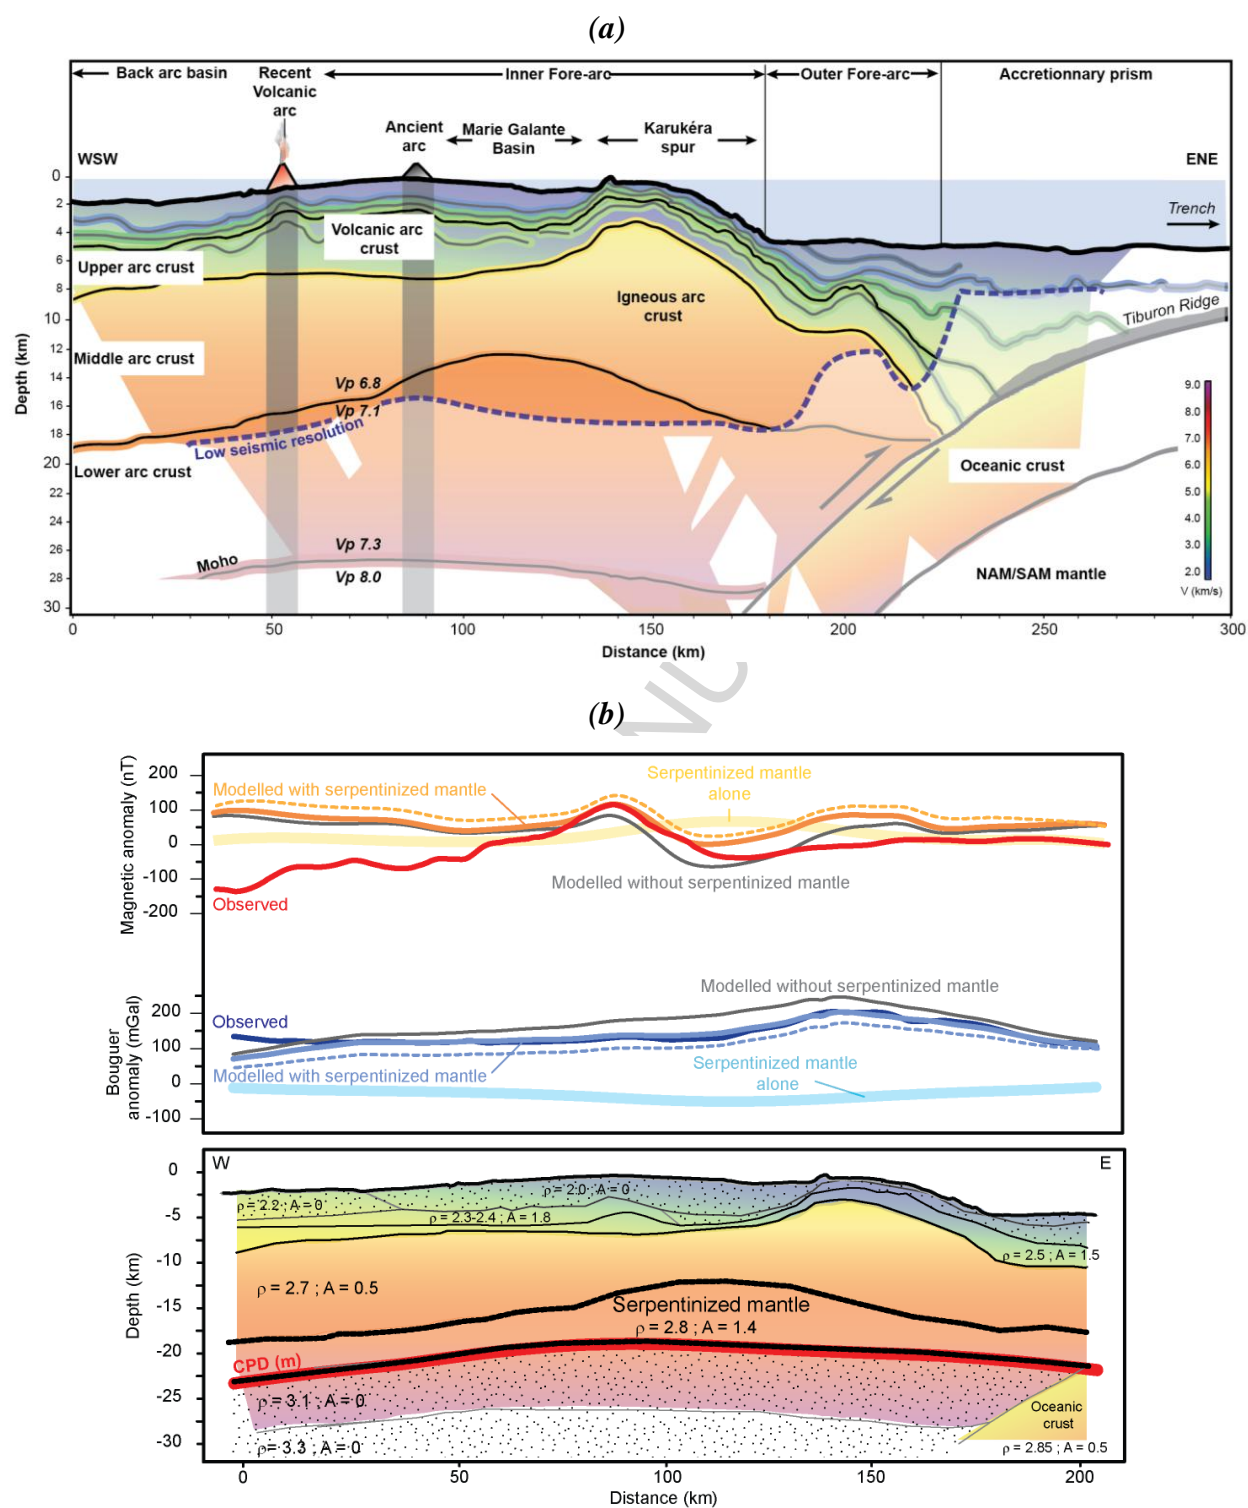 (a)
Back arc basin
Recent
Volcanic
arc
Inner Fore-arc
Outer Fore-arc
Accretionnary prism
Ancient
arc
Marie Galante
Basin
Karukéra
spur
WSW
ENE
Trench
Volcanic arc
crust
Upper arc crust
Igneous arc
crust
Tiburon Ridge
Middle arc crust
Vp 6.8
Vp 7.1
Low seismic resolution
Lower arc crust
Oceanic crust
Moho
Vp 7.3
Vp 8.0
NAM/SAM mantle
Depth (km)
0
2
4
6
8
10
12
14
16
18
20
22
24
26
28
30
9.0
8.0
7.0
6.0
5.0
4.0
3.0
2.0
V (km/s)
0
50
100
150
200
250
300
Distance (km)
(b)
Magnetic anomaly (nT)
200
100
0
-100
-200
Modelled with serpentinized mantle
Serpentinized mantle
alone
Modelled without serpentinized mantle
Observed
Bouguer
anomaly (mGal)
200
100
0
-100
Modelled without serpentinized mantle
Observed
Modelled with serpentinized mantle
Serpentinized mantle
alone
W
E
Depth (km)
0
-5
-10
-15
-20
-25
-30
ρ = 2.2 ; A = 0
ρ = 2.0 ; A = 0
ρ = 2.3-2.4 ; A = 1.8
ρ = 2.5 ; A = 1.5
ρ = 2.7 ; A = 0.5
Serpentinized mantle
ρ = 2.8 ; A = 1.4
CPD (m)
ρ = 3.1 ; A = 0
Oceanic
crust
ρ = 3.3 ; A = 0
ρ = 2.85 ; A = 0.5
0
50
100
150
200
Distance (km)